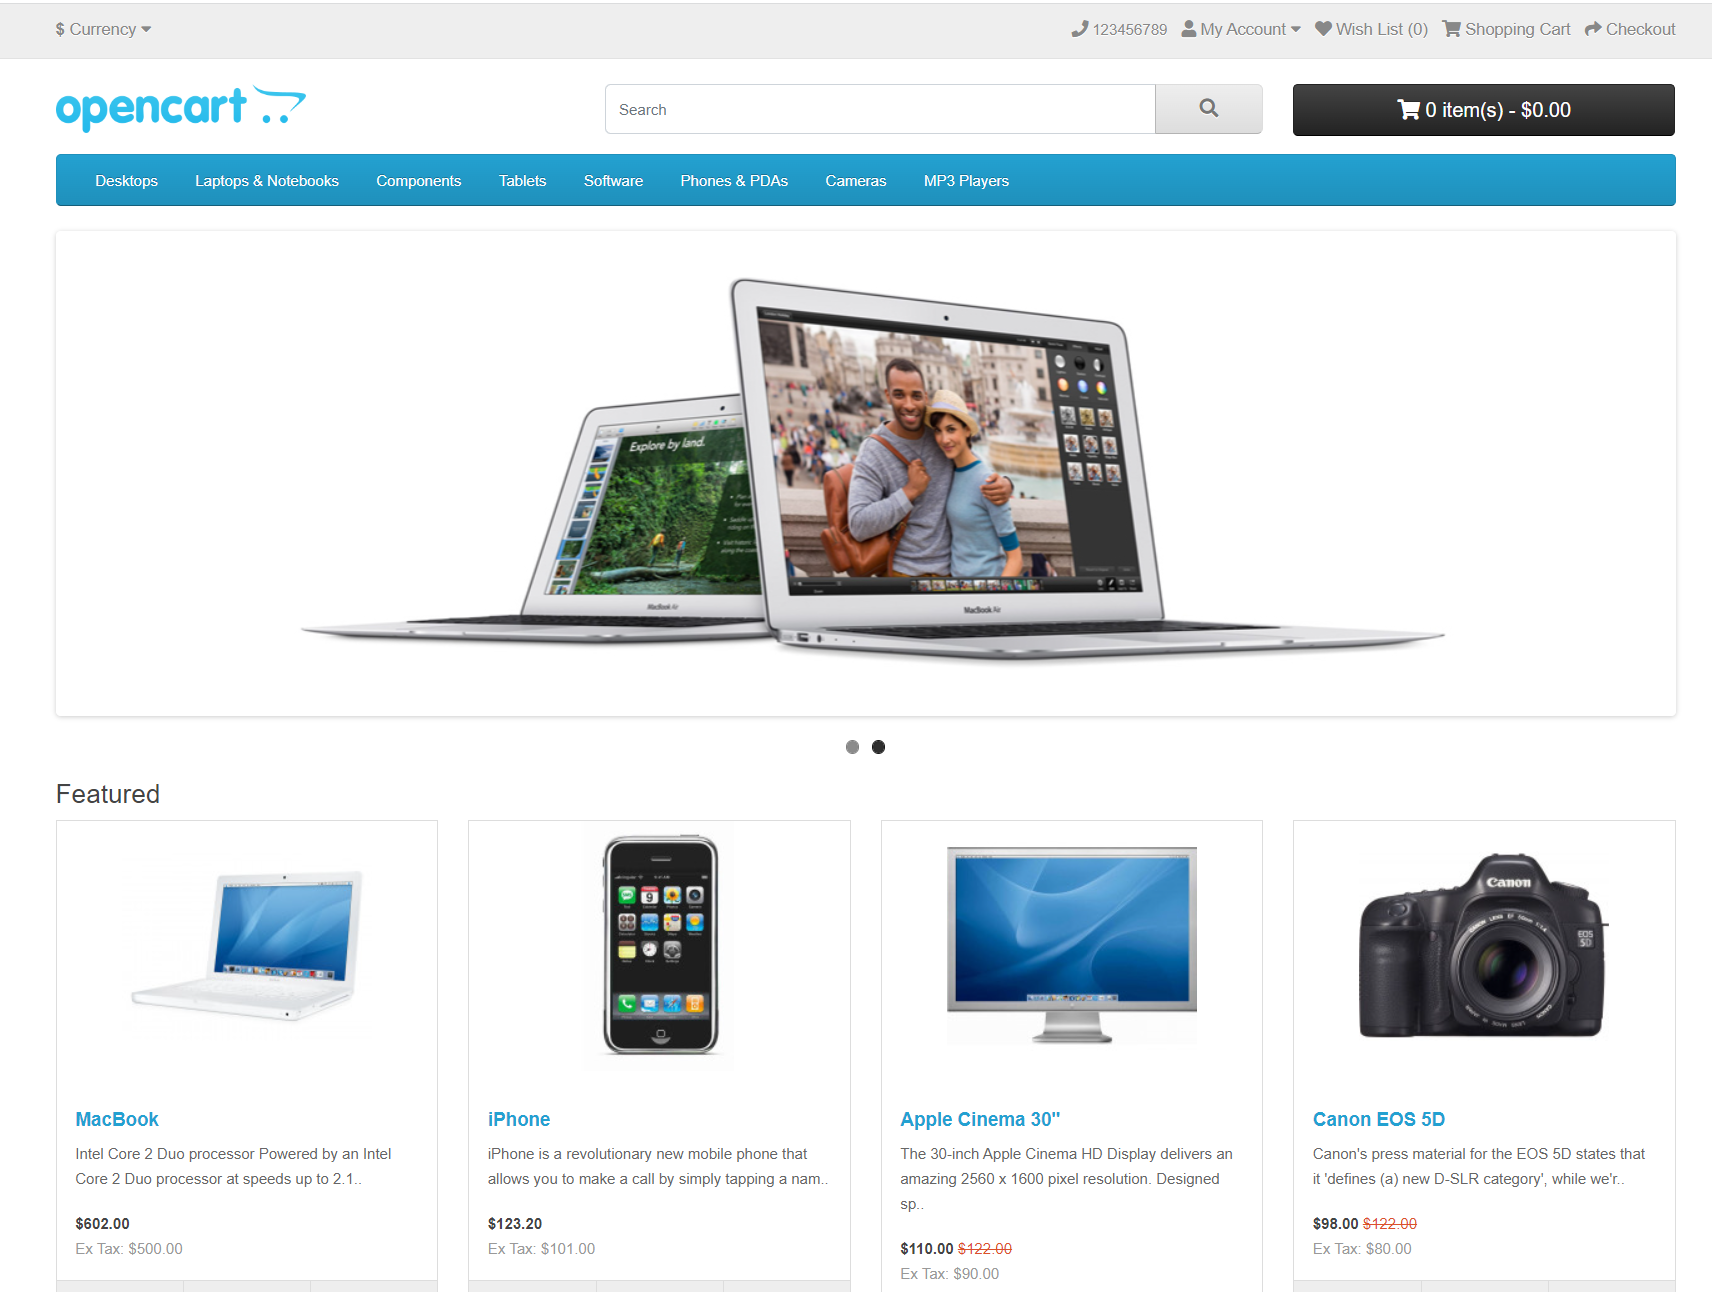 $ Currency
123456789 My Account Wish List (0) Shopping Cart Checkout
opencart
Search
0 item(s) - $0.00
Desktops Laptops & Notebooks Components Tablets Software Phones & PDAs Cameras MP3 Players
Explore by land.
MacBook Air
MacBook Air
Featured
Canon
EOS
5D
MacBook
Intel Core 2 Duo processor Powered by an Intel
Core 2 Duo processor at speeds up to 2.1..
$602.00
Ex Tax: $500.00
iPhone
iPhone is a revolutionary new mobile phone that
allows you to make a call by simply tapping a nam..
$123.20
Ex Tax: $101.00
Apple Cinema 30"
The 30-inch Apple Cinema HD Display delivers an
amazing 2560 x 1600 pixel resolution. Designed
sp..
$110.00 $122.00
Ex Tax: $90.00
Canon EOS 5D
Canon's press material for the EOS 5D states that
it 'defines (a) new D-SLR category', while we'r..
$98.00 $122.00
Ex Tax: $80.00